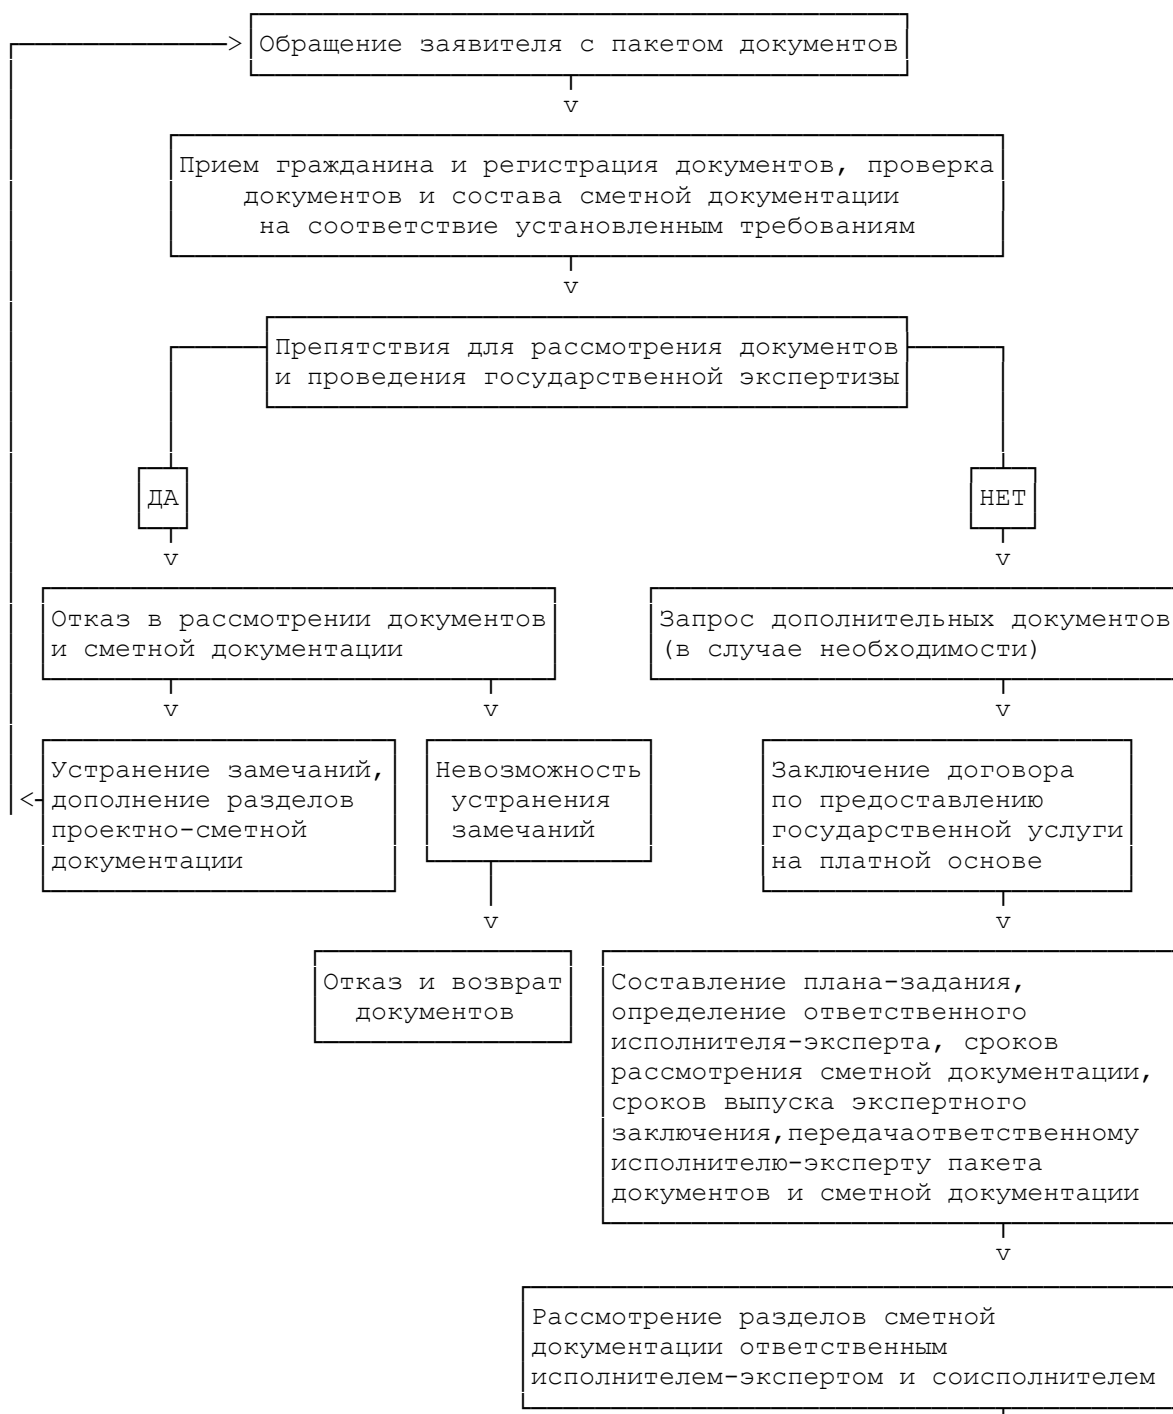 Обращение заявителя с пакетом документов
v
Прием гражданина и регистрация документов, проверка
документов и состава сметной документации
на соответствие установленным требованиям
v
Препятствия для рассмотрения документов
и проведения государственной экспертизы
ДА
НЕТ
v
v
Отказ в рассмотрении документов
и сметной документации
Запрос дополнительных документов
(в случае необходимости)
v
v
v
Устранение замечаний,
дополнение разделов
проектно-сметной
документации
Невозможность
устранения
замечаний
Заключение договора
по предоставлению
государственной услуги
на платной основе
v
v
Отказ и возврат
документов
Составление плана-задания,
определение ответственного
исполнителя-эксперта, сроков
рассмотрения сметной документации,
сроков выпуска экспертного
заключения,передачаответственному
исполнителю-эксперту пакета
документов и сметной документации
v
Рассмотрение разделов сметной
документации ответственным
исполнителем-экспертом и соисполнителем